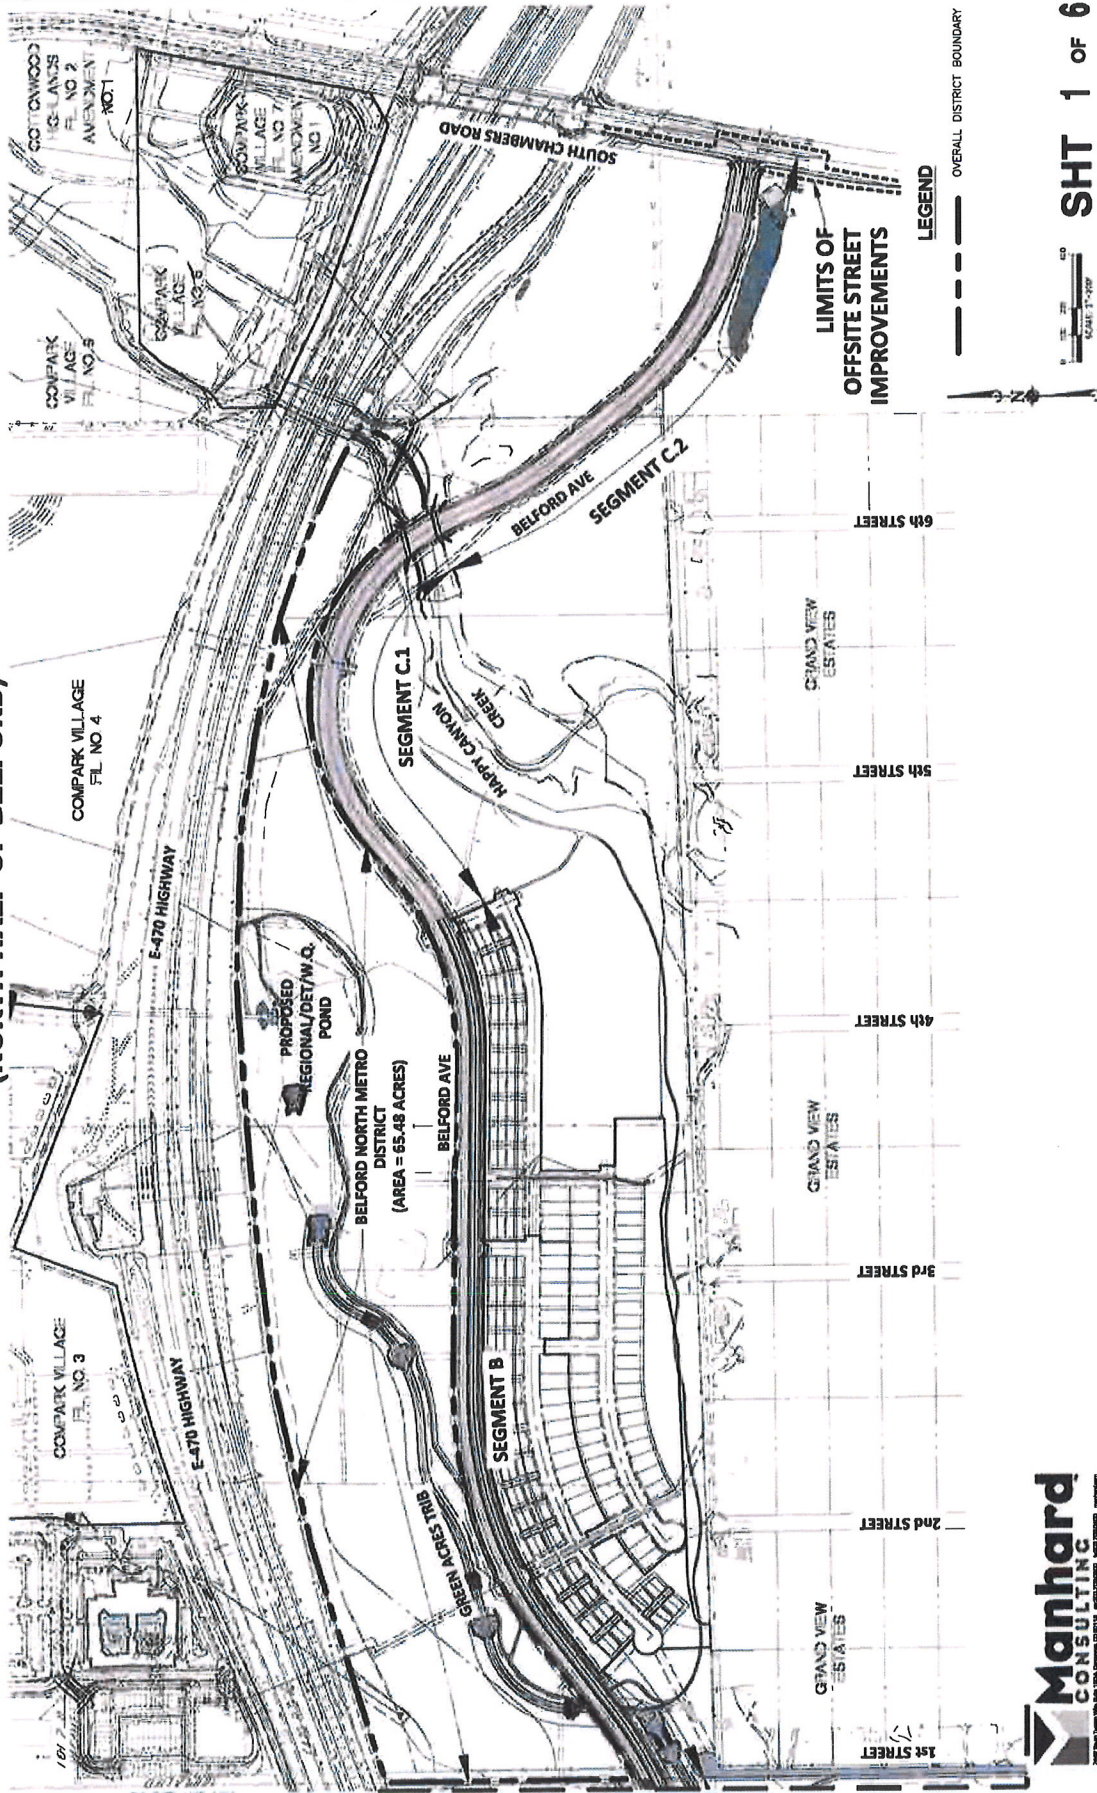 COTTONWOOD
HIGHLANDS
FIL. NO. 2
AMENDMENT
NO. 1
COMPARK
VILLAGE
FIL. NO. 7
AMENDMENT
NO 1
COMPARK
VILLAGE
FIL. NO. 6
COMPARK
VILLAGE
FIL. NO. 5
SOUTH CHAMBERS ROAD
COMPARK VILLAGE
FIL NO 4
E-470 HIGHWAY
COMPARK VILLAGE
FIL. NO. 3
E-470 HIGHWAY
PROPOSED
REGIONAL/DET/W.Q.
POND
BELFORD NORTH METRO
DISTRICT
(AREA = 65.48 ACRES)
BELFORD AVE
SEGMENT B
GREEN ACRES TRIB
SEGMENT C.1
HAPPY CANYON
CREEK
BELFORD AVE
SEGMENT C.2
LIMITS OF
OFFSITE STREET
IMPROVEMENTS
LEGEND
OVERALL DISTRICT BOUNDARY
1st STREET
2nd STREET
3rd STREET
4th STREET
5th STREET
6th STREET
GRAND VIEW
ESTATES
GRAND VIEW
ESTATES
GRAND VIEW
ESTATES
N
SHT 1 OF 6
Manhard
CONSULTING